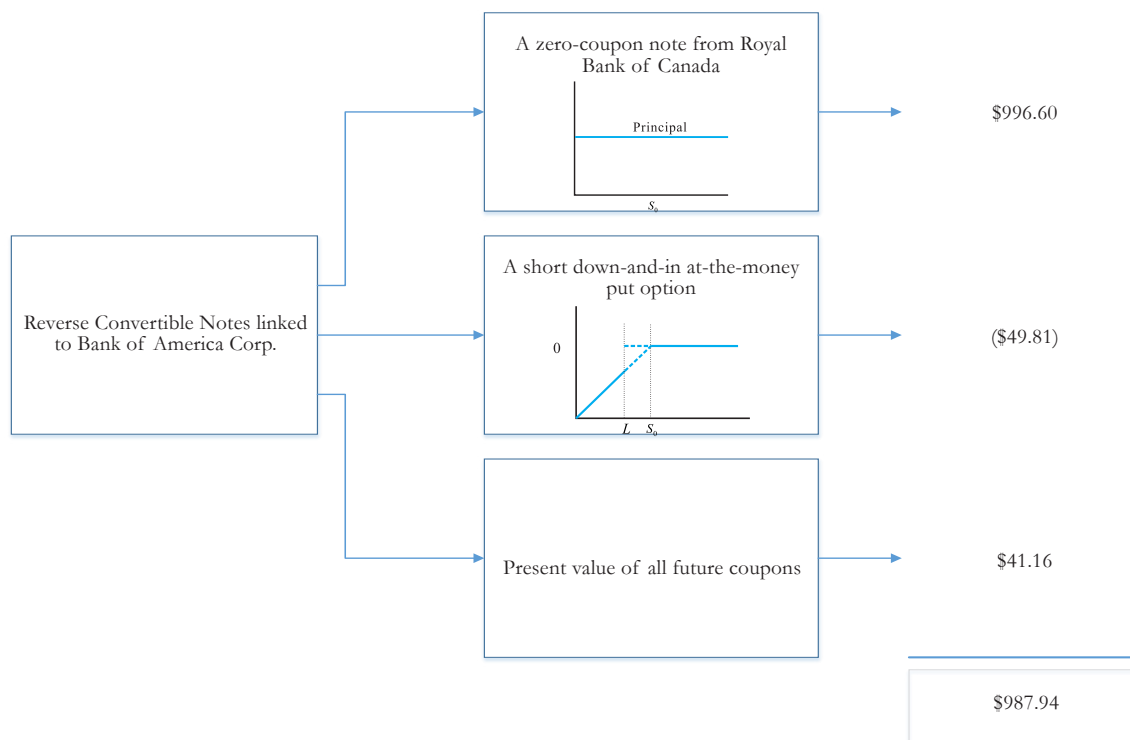 A zero-coupon note from Royal
Bank of Canada
Principal
S₀
$996.60
Reverse Convertible Notes linked
to Bank of America Corp.
A short down-and-in at-the-money
put option
0
L S₀
($49.81)
Present value of all future coupons
$41.16
$987.94